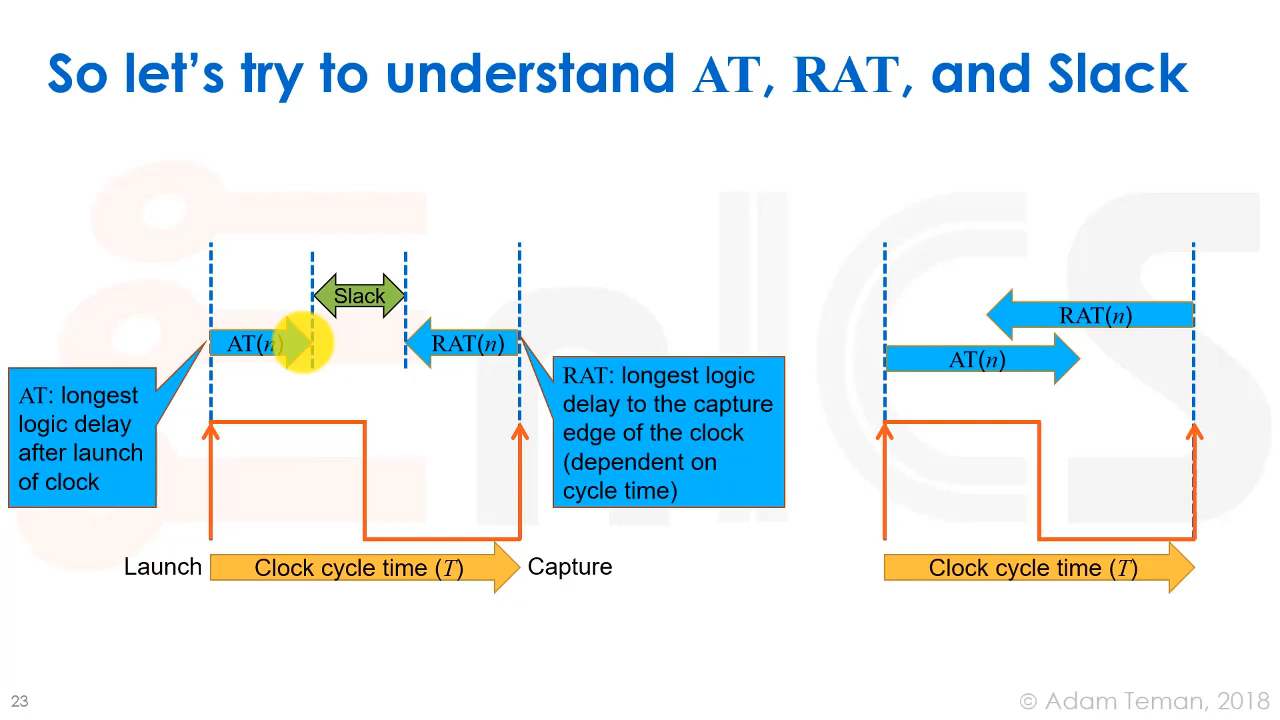 So let's try to understand AT, RAT, and Slack
Slack
AT(n)
RAT(n)
AT: longest
logic delay
after launch
of clock
RAT: longest logic
delay to the capture
edge of the clock
(dependent on
cycle time)
Launch
Clock cycle time (T)
Capture
RAT(n)
AT(n)
Clock cycle time (T)
EnICS
23
© Adam Teman, 2018